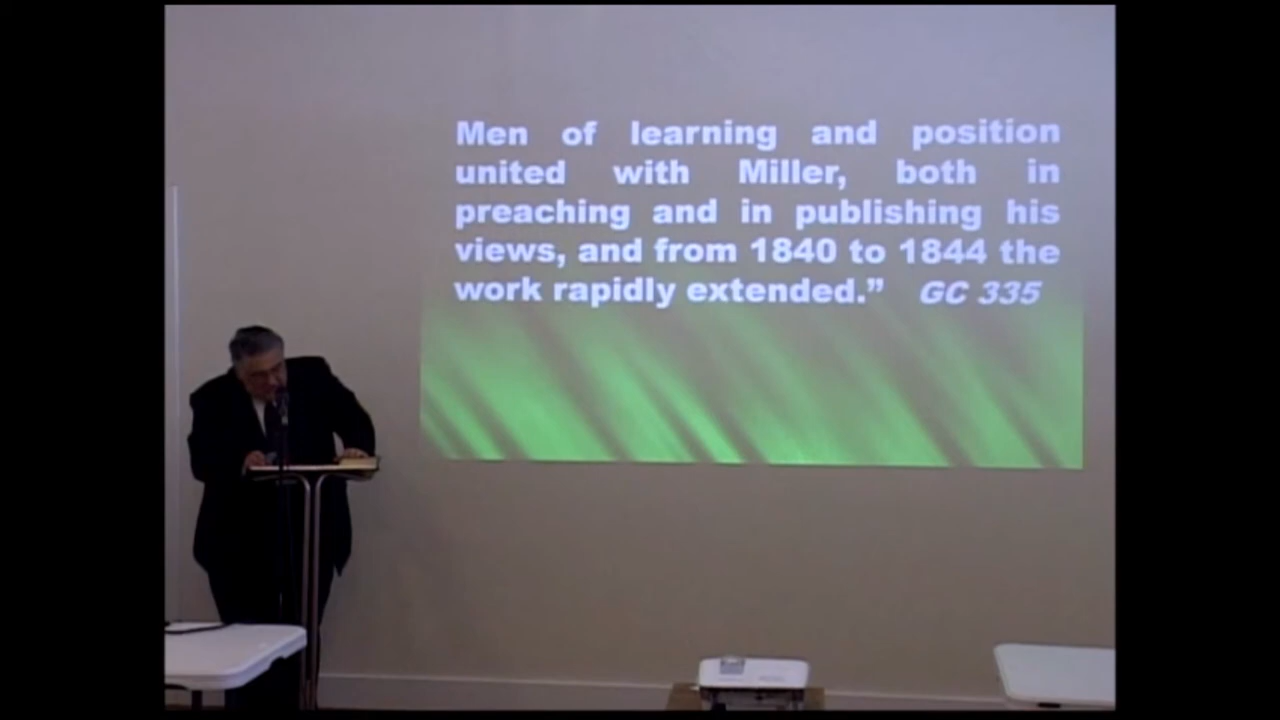 Men of learning and position
united with Miller, both in
preaching and in publishing his
views, and from 1840 to 1844 the
work rapidly extended.” GC 335